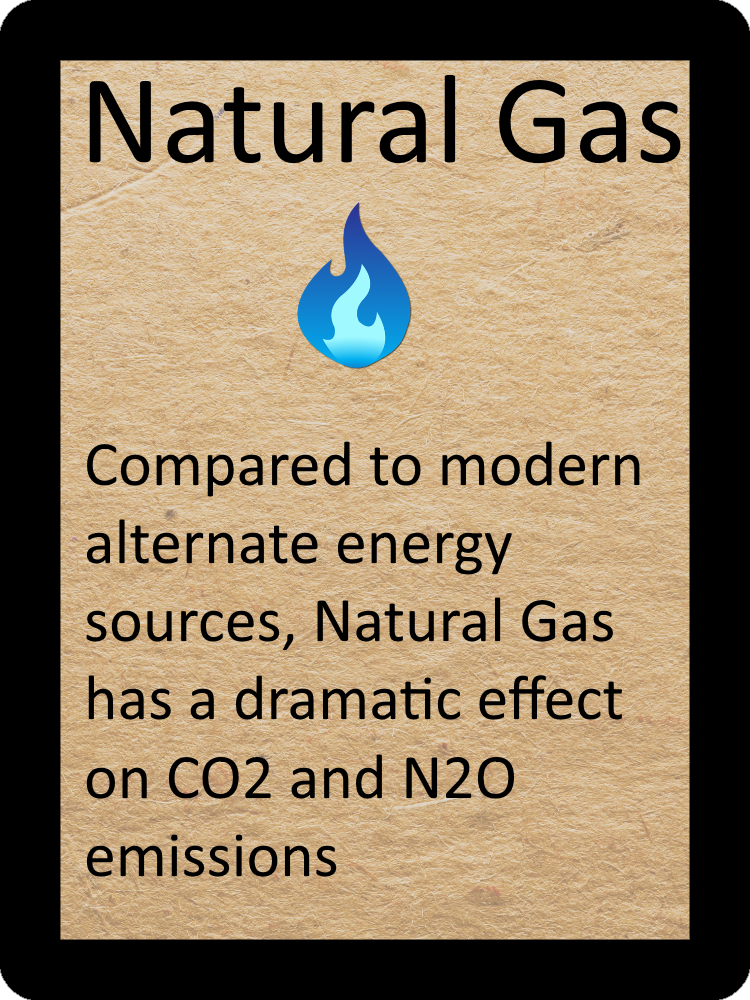 Natural Gas
Compared to modern
alternate energy
sources, Natural Gas
has a dramatic effect
on CO2 and N2O
emissions